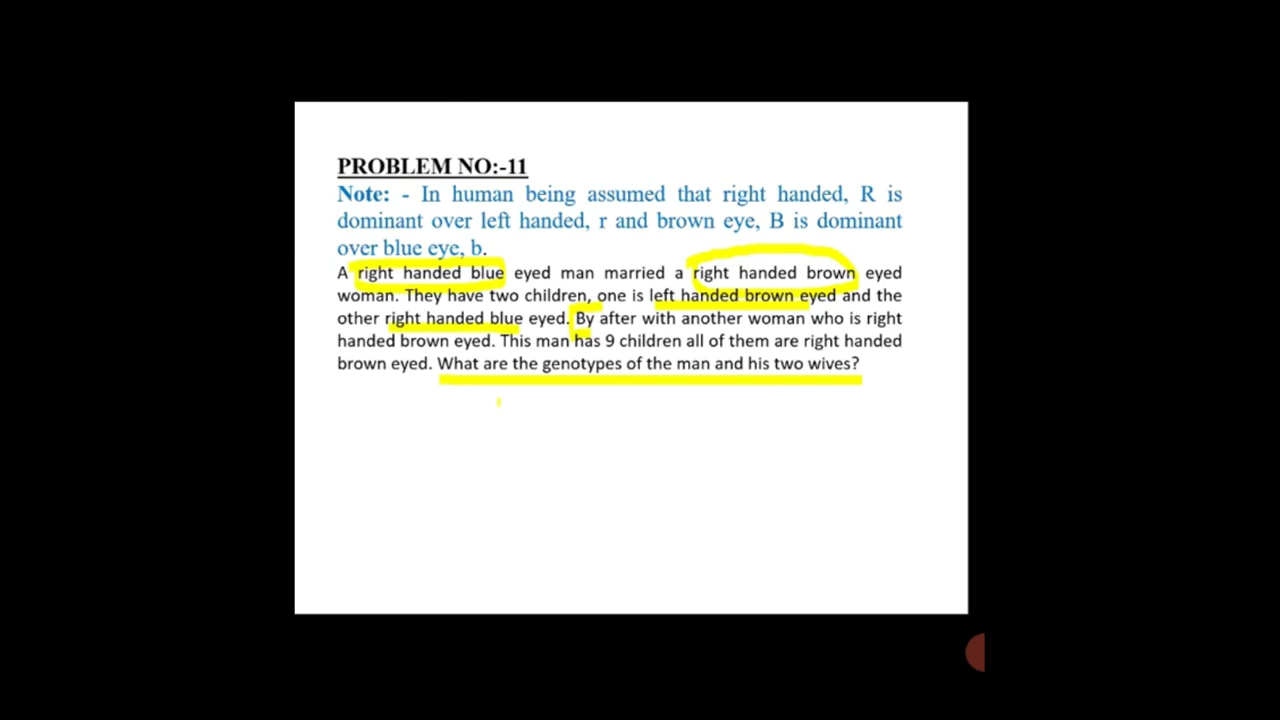 PROBLEM NO:-11
Note: - In human being assumed that right handed, R is
dominant over left handed, r and brown eye, B is dominant
over blue eye, b.
A right handed blue eyed man married a right handed brown eyed
woman. They have two children, one is left handed brown eyed and the
other right handed blue eyed. By after with another woman who is right
handed brown eyed. This man has 9 children all of them are right handed
brown eyed. What are the genotypes of the man and his two wives?